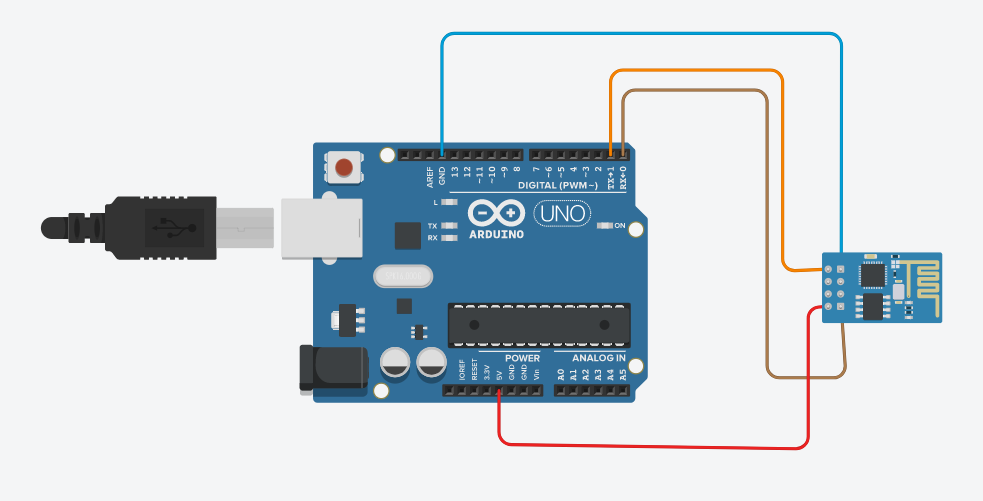 AREF
GND
13
12
~11
~10
~9
8
7
~6
~5
4
~3
2
TX→1
RX←0
DIGITAL (PWM~)
L
TX
RX
UNO
ON
ARDUINO
POWER
ANALOG IN
IOREF
RESET
3.3V
5V
GND
GND
Vin
A0
A1
A2
A3
A4
A5